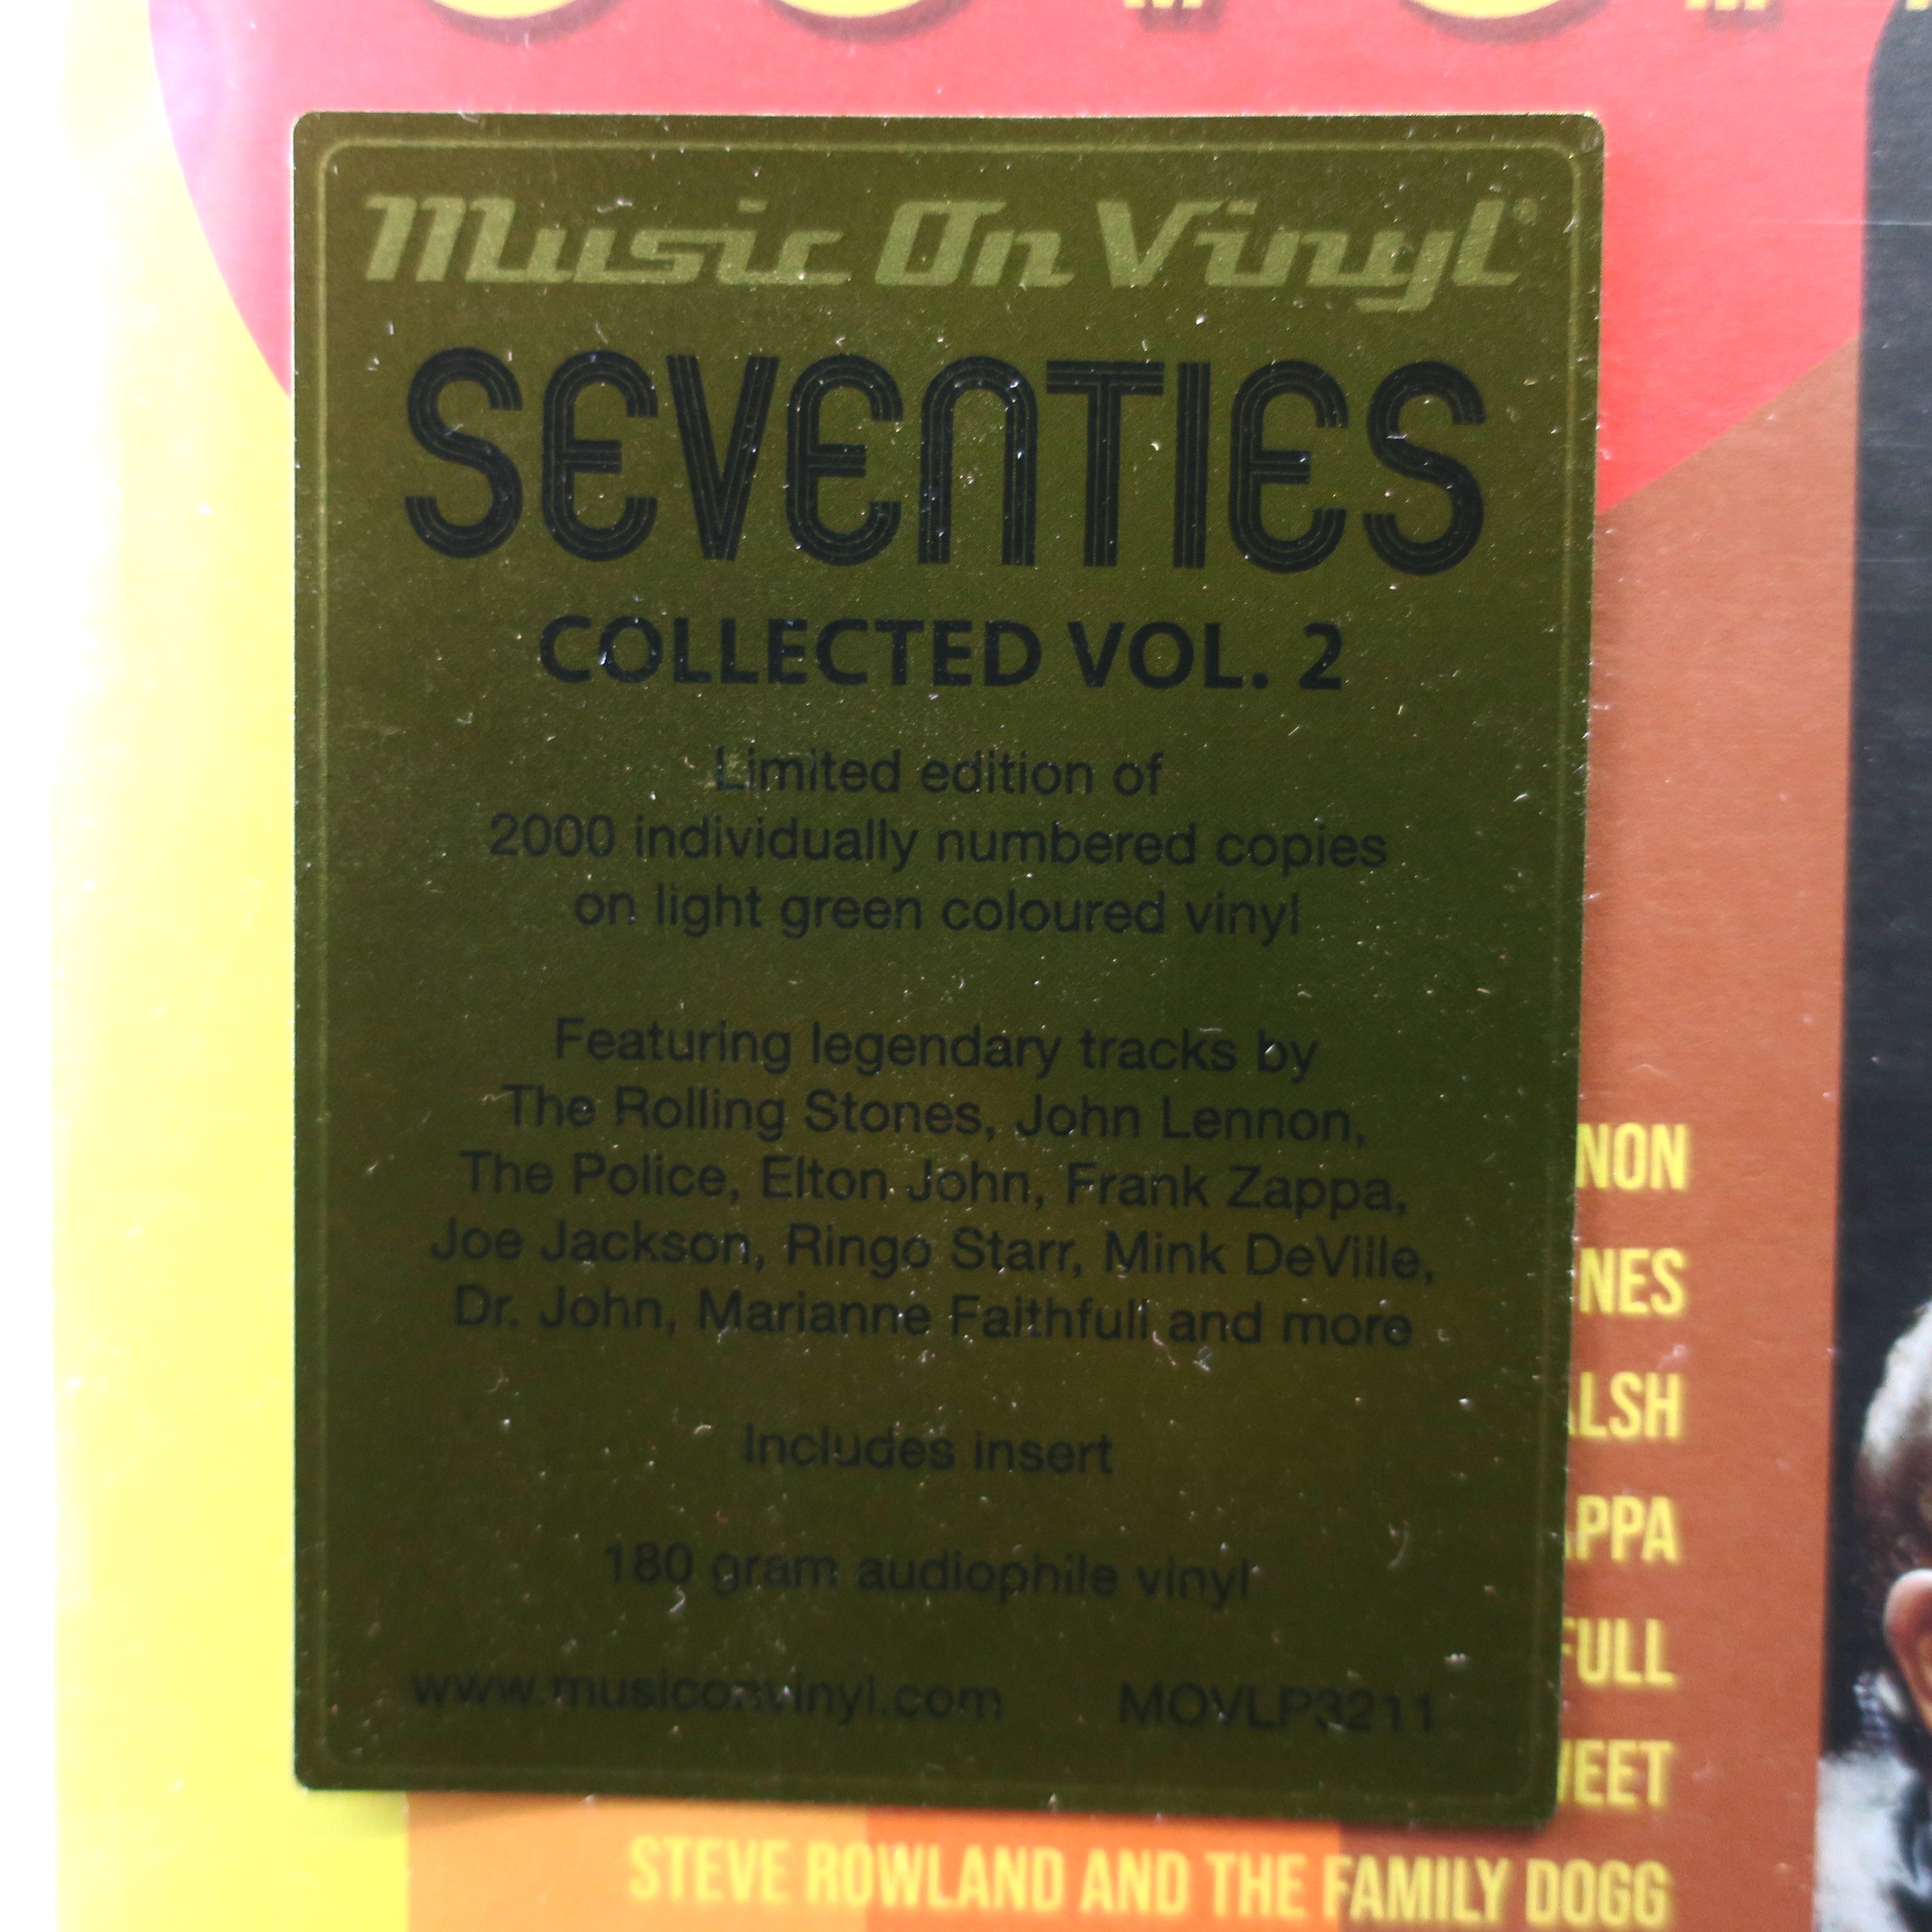 Music On Vinyl®
SEVENTIES
COLLECTED VOL. 2
Limited edition of
2000 individually numbered copies
on light green coloured vinyl
Featuring legendary tracks by
The Rolling Stones, John Lennon,
The Police, Elton John, Frank Zappa,
Joe Jackson, Ringo Starr, Mink DeVille,
Dr. John, Marianne Faithfull and more
Includes insert
180 gram audiophile vinyl
www.musiconvinyl.com MOVLP3211
NON
NES
ALSH
APPA
FULL
WEET
STEVE ROWLAND AND THE FAMILY DOGG